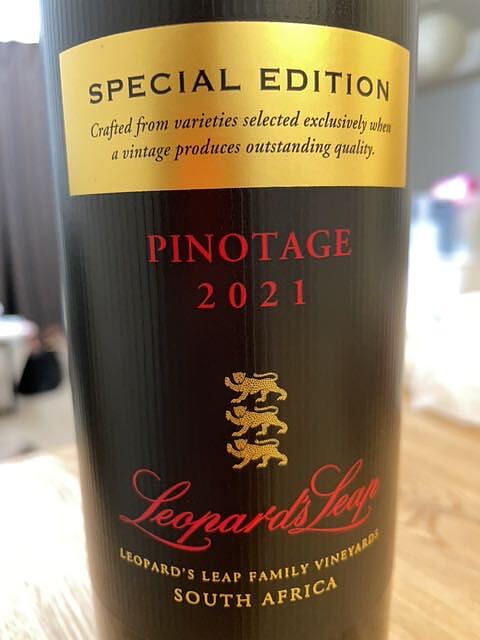 SPECIAL EDITION
Crafted from varieties selected exclusively when
a vintage produces outstanding quality.
PINOTAGE
2021
Leopard's Leap
LEOPARD'S LEAP FAMILY VINEYARDS
SOUTH AFRICA